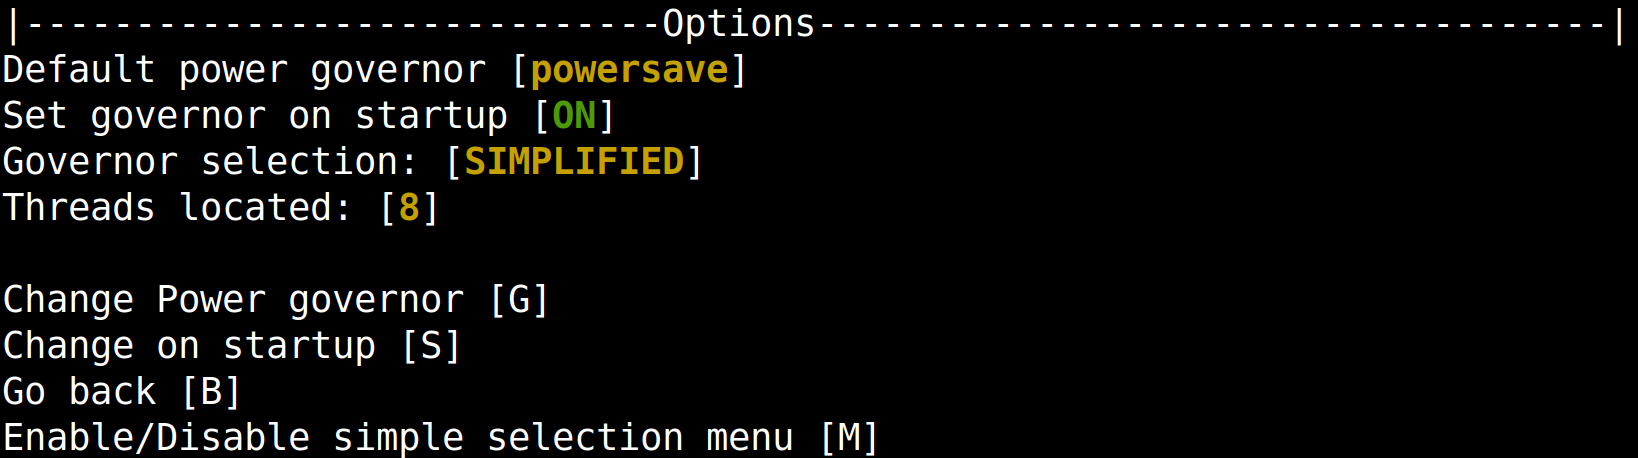 |-----------------------------Options------------------------------------|
Default power governor [powersave]
Set governor on startup [ON]
Governor selection: [SIMPLIFIED]
Threads located: [8]

Change Power governor [G]
Change on startup [S]
Go back [B]
Enable/Disable simple selection menu [M]